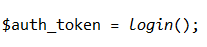 $auth_token = login();